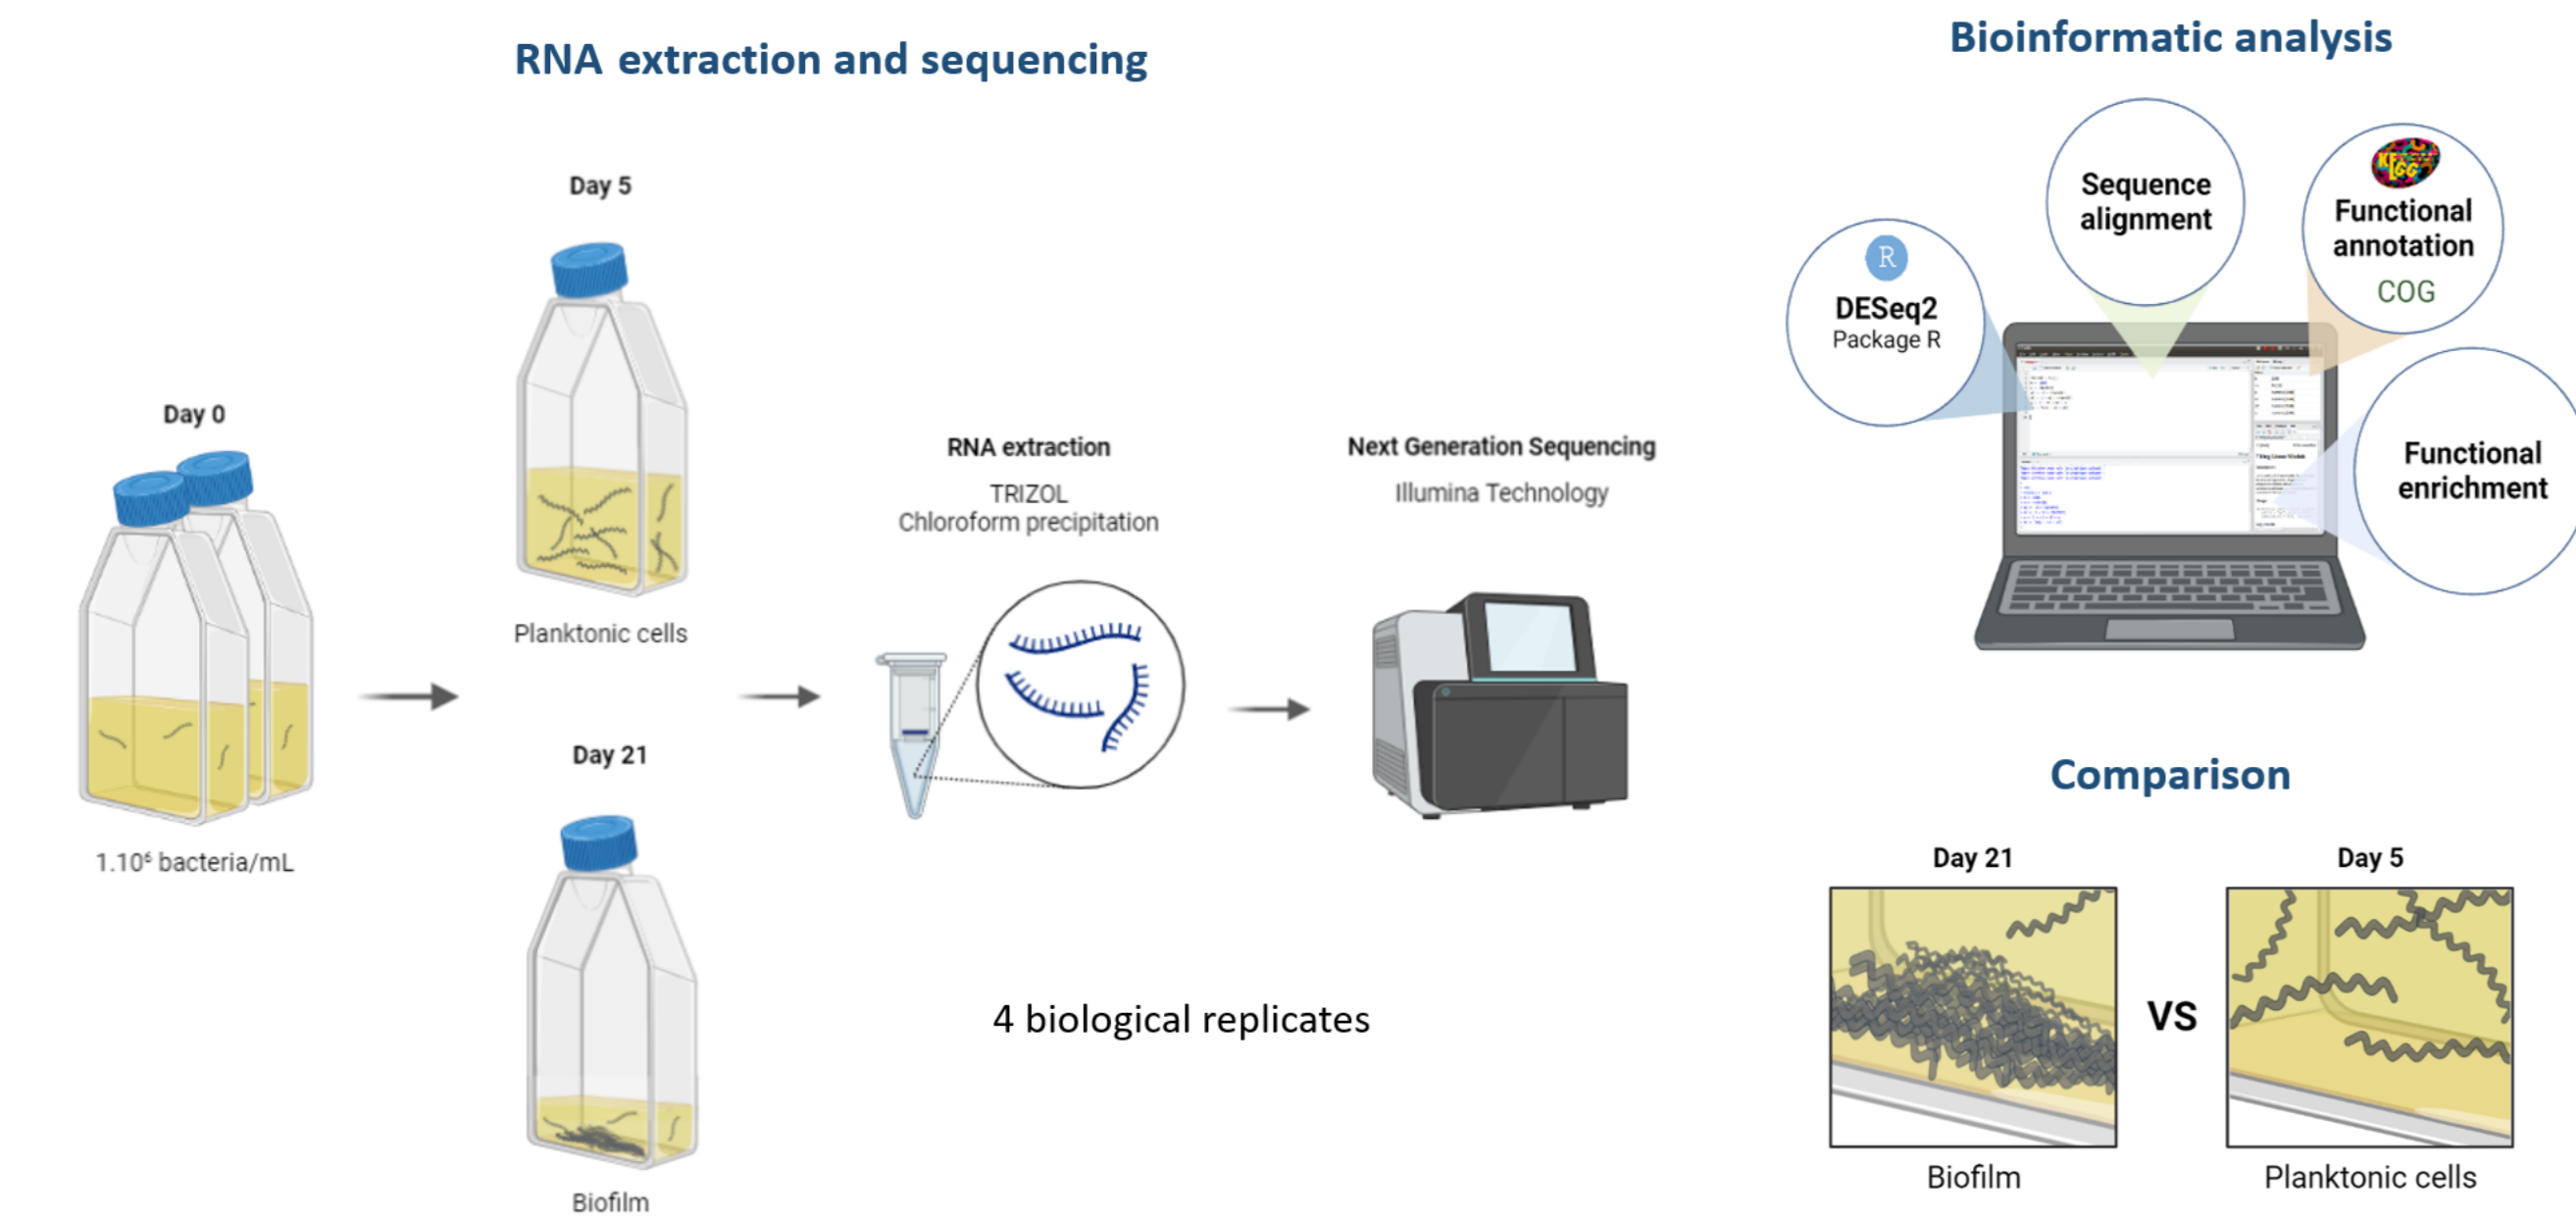 RNA extraction and sequencing
Day 0
1.10⁶ bacteria/mL
Day 5
Planktonic cells
Day 21
Biofilm
RNA extraction
TRIZOL
Chloroform precipitation
Next Generation Sequencing
Illumina Technology
4 biological replicates
Bioinformatic analysis
R
DESeq2
Package R
Sequence
alignment
KEGG
Functional
annotation
COG
Functional
enrichment
Comparison
Day 21
Biofilm
VS
Day 5
Planktonic cells